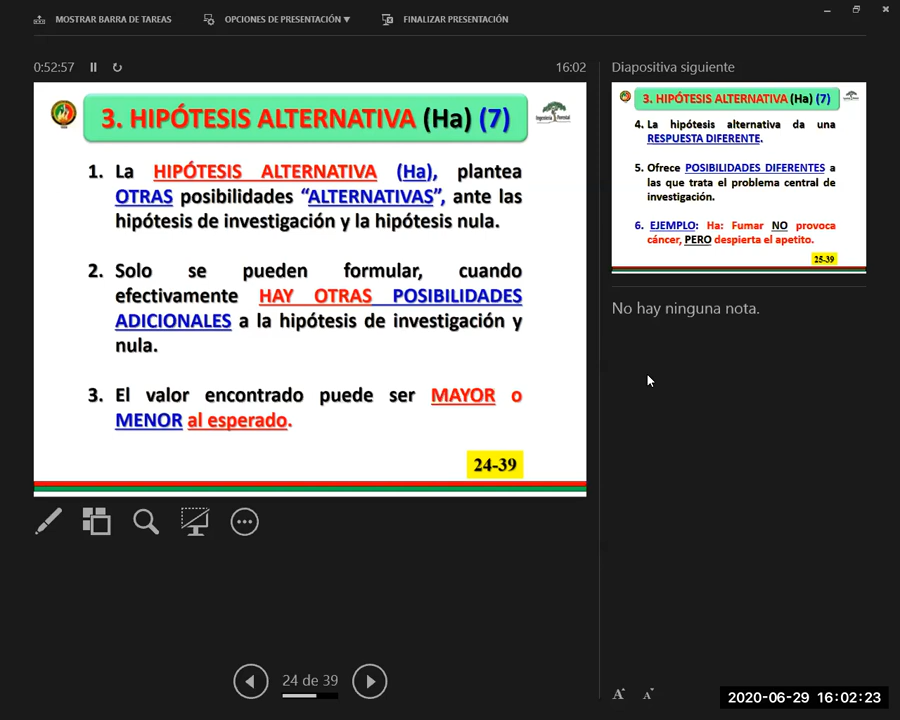 MOSTRAR BARRA DE TAREAS
OPCIONES DE PRESENTACIÓN ▼
FINALIZAR PRESENTACIÓN
0:52:57
16:02
3. HIPÓTESIS ALTERNATIVA (Ha) (7)
1. La HIPÓTESIS ALTERNATIVA (Ha), plantea
OTRAS posibilidades “ALTERNATIVAS”, ante las
hipótesis de investigación y la hipótesis nula.
2. Solo se pueden formular, cuando
efectivamente HAY OTRAS POSIBILIDADES
ADICIONALES a la hipótesis de investigación y
nula.
3. El valor encontrado puede ser MAYOR o
MENOR al esperado.
24-39
Diapositiva siguiente
3. HIPÓTESIS ALTERNATIVA (Ha) (7)
4. La hipótesis alternativa da una
RESPUESTA DIFERENTE.
5. Ofrece POSIBILIDADES DIFERENTES a
las que trata el problema central de
investigación.
6. EJEMPLO: Ha: Fumar NO provoca
cáncer, PERO despierta el apetito.
25-39
No hay ninguna nota.
24 de 39
A A
2020-06-29 16:02:23